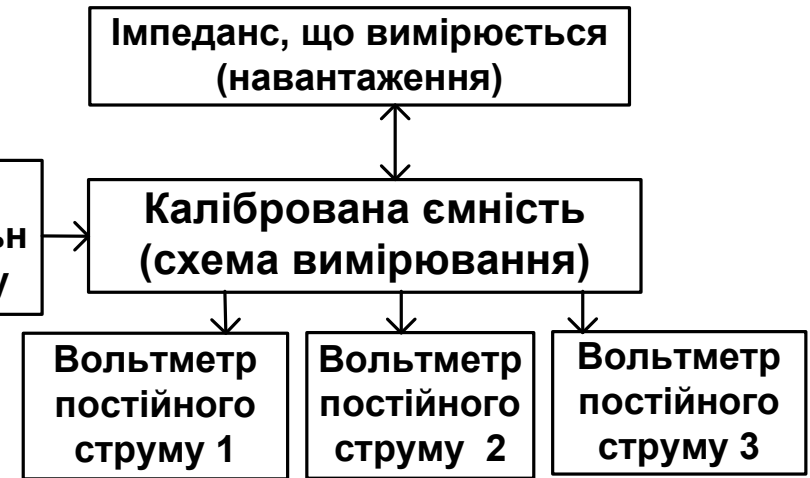 Імпеданс, що вимірюється
(навантаження)
Калібрована ємність
(схема вимірювання)
Вольтметр
постійного
струму 1
Вольтметр
постійного
струму 2
Вольтметр
постійного
струму 3